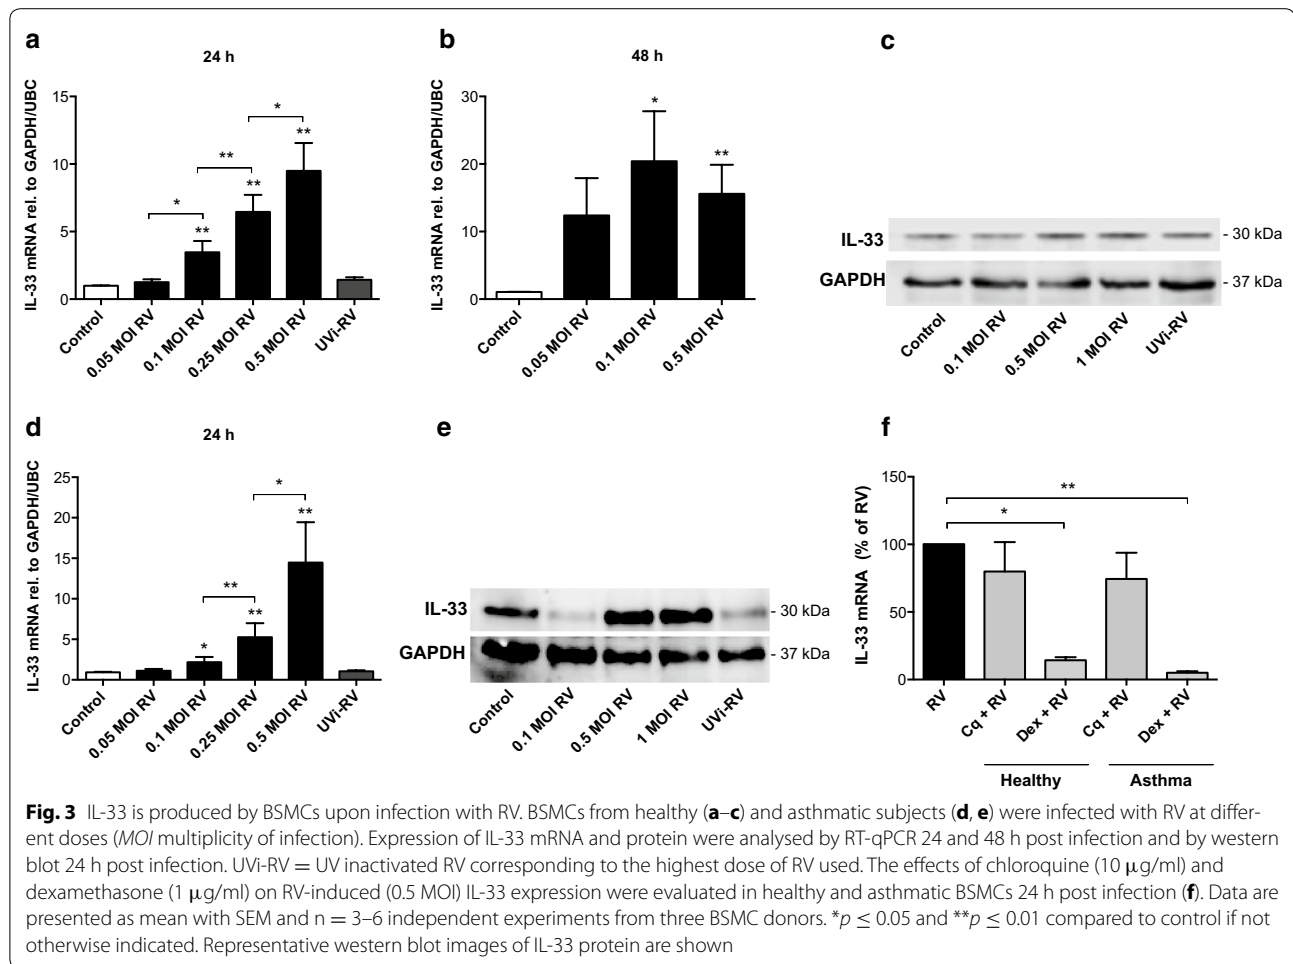 a
24 h
IL-33 mRNA rel. to GAPDH/UBC
15
10
5
0
*
**
*
**
**
**
Control
0.05 MOI RV
0.1 MOI RV
0.25 MOI RV
0.5 MOI RV
UVi-RV
b
48 h
IL-33 mRNA rel. to GAPDH/UBC
30
20
10
0
*
**
Control
0.05 MOI RV
0.1 MOI RV
0.5 MOI RV
c
IL-33
- 30 kDa
GAPDH
- 37 kDa
Control
0.1 MOI RV
0.5 MOI RV
1 MOI RV
UVi-RV
d
24 h
IL-33 mRNA rel. to GAPDH/UBC
25
20
15
10
5
0
*
**
**
**
*
Control
0.05 MOI RV
0.1 MOI RV
0.25 MOI RV
0.5 MOI RV
UVi-RV
e
IL-33
- 30 kDa
GAPDH
- 37 kDa
Control
0.1 MOI RV
0.5 MOI RV
1 MOI RV
UVi-RV
f
IL-33 mRNA (% of RV)
150
100
50
0
**
*
RV
Cq + RV
Dex + RV
Cq + RV
Dex + RV
Healthy
Asthma
Fig. 3 IL-33 is produced by BSMCs upon infection with RV. BSMCs from healthy (a–c) and asthmatic subjects (d, e) were infected with RV at differ-
ent doses (MOI multiplicity of infection). Expression of IL-33 mRNA and protein were analysed by RT-qPCR 24 and 48 h post infection and by western
blot 24 h post infection. UVi-RV = UV inactivated RV corresponding to the highest dose of RV used. The effects of chloroquine (10 μg/ml) and
dexamethasone (1 μg/ml) on RV-induced (0.5 MOI) IL-33 expression were evaluated in healthy and asthmatic BSMCs 24 h post infection (f). Data are
presented as mean with SEM and n = 3–6 independent experiments from three BSMC donors. *p ≤ 0.05 and **p ≤ 0.01 compared to control if not
otherwise indicated. Representative western blot images of IL-33 protein are shown